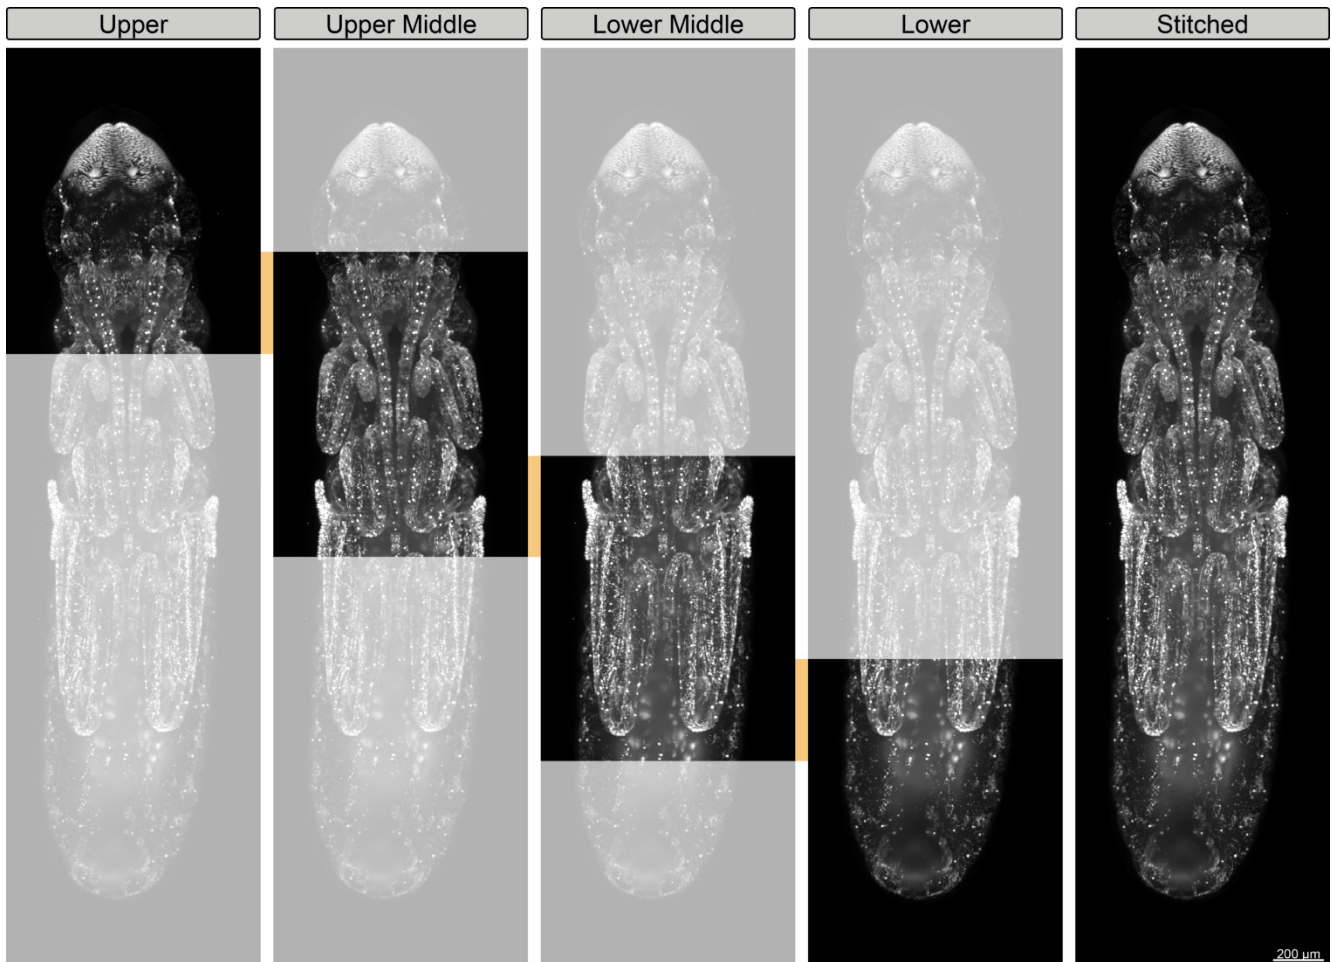 Upper
Upper Middle
Lower Middle
Lower
Stitched
200 µm